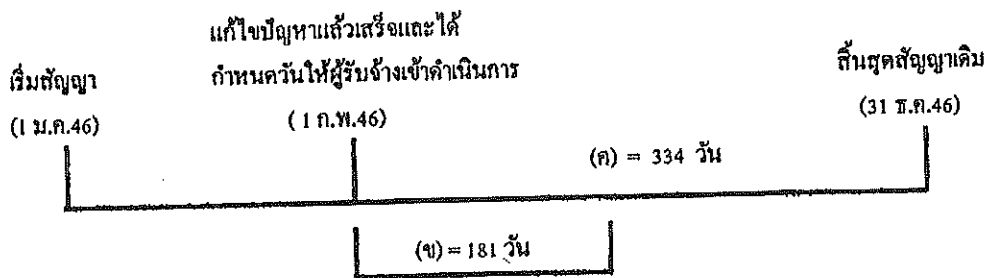 แก้ไขปัญหาแล้วเสร็จและได้
เริ่มสัญญา กำหนดวันให้ผู้รับจ้างเข้าดำเนินการ สิ้นสุดสัญญาเดิม
(1 ม.ค.46) (1 ก.พ.46) (31 ธ.ค.46)
(ค) = 334 วัน
(ข) = 181 วัน